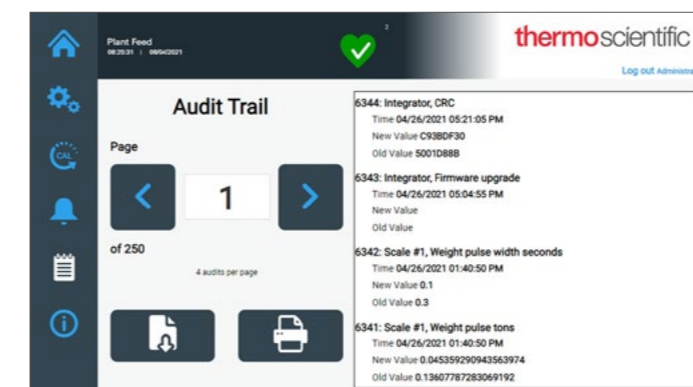 Plant Feed
2
thermoscientific
Log out Administra
CAL
Audit Trail
Page
1
of 250
4 audits per page
6344: Integrator, CRC
Time 04/26/2021 05:21:05 PM
New Value C93BDF30
Old Value 5001D88B
6343: Integrator, Firmware upgrade
Time 04/26/2021 05:04:55 PM
New Value
Old Value
6342: Scale #1, Weight pulse width seconds
Time 04/26/2021 01:40:50 PM
New Value 0.1
Old Value 0.3
6341: Scale #1, Weight pulse tons
Time 04/26/2021 01:40:50 PM
New Value 0.045359290943563974
Old Value 0.13607787283069192